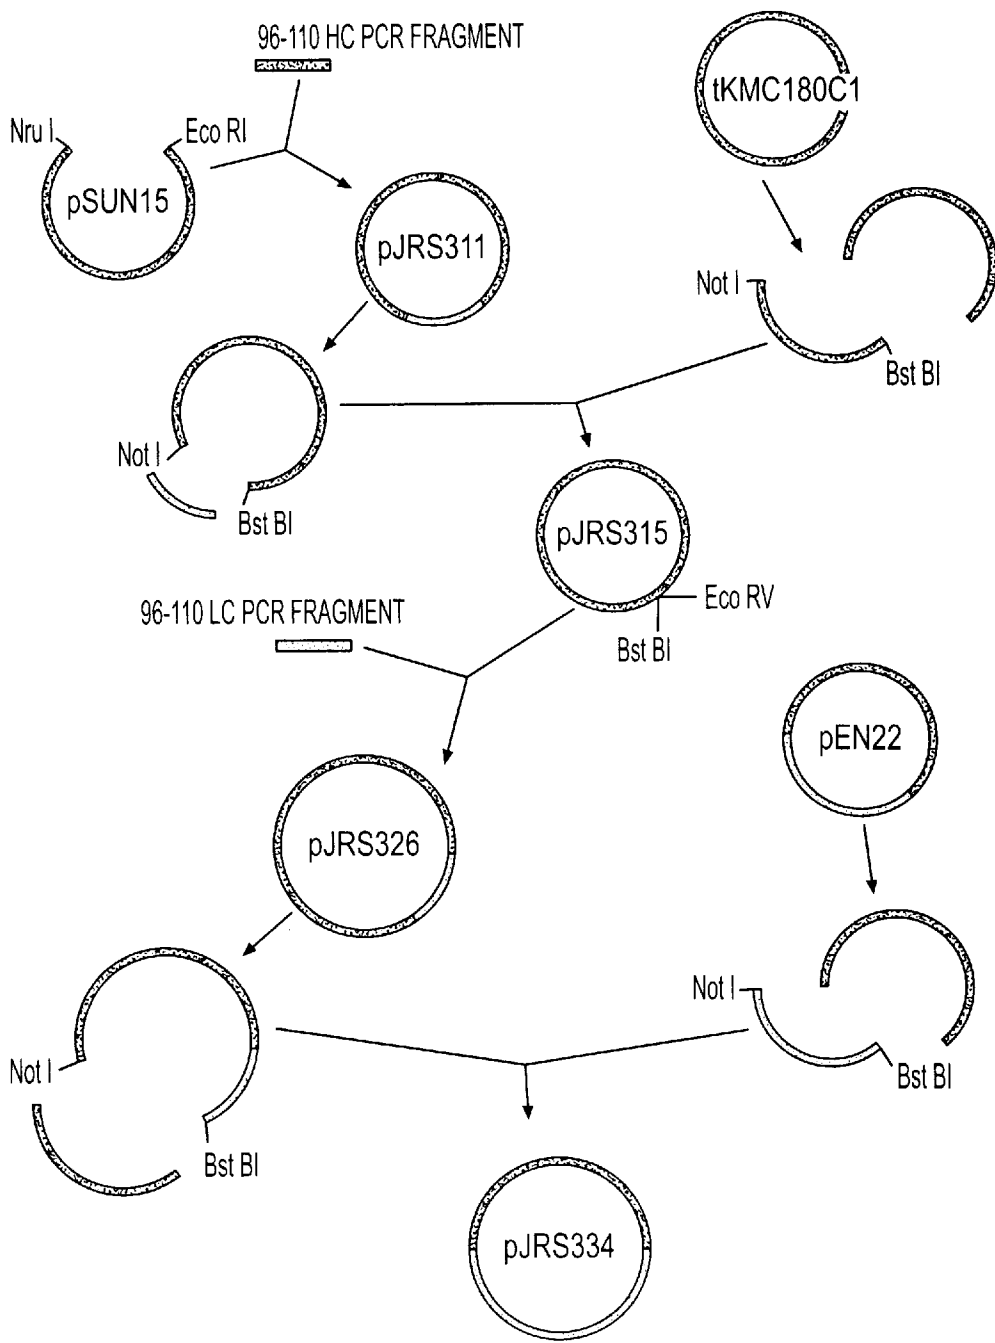 96-110 HC PCR FRAGMENT
tKMC180C1
Nru I
Eco RI
pSUN15
pJRS311
Not I
Bst BI
Not I
Bst BI
pJRS315
Eco RV
Bst BI
96-110 LC PCR FRAGMENT
pEN22
pJRS326
Not I
Bst BI
Not I
Bst BI
pJRS334